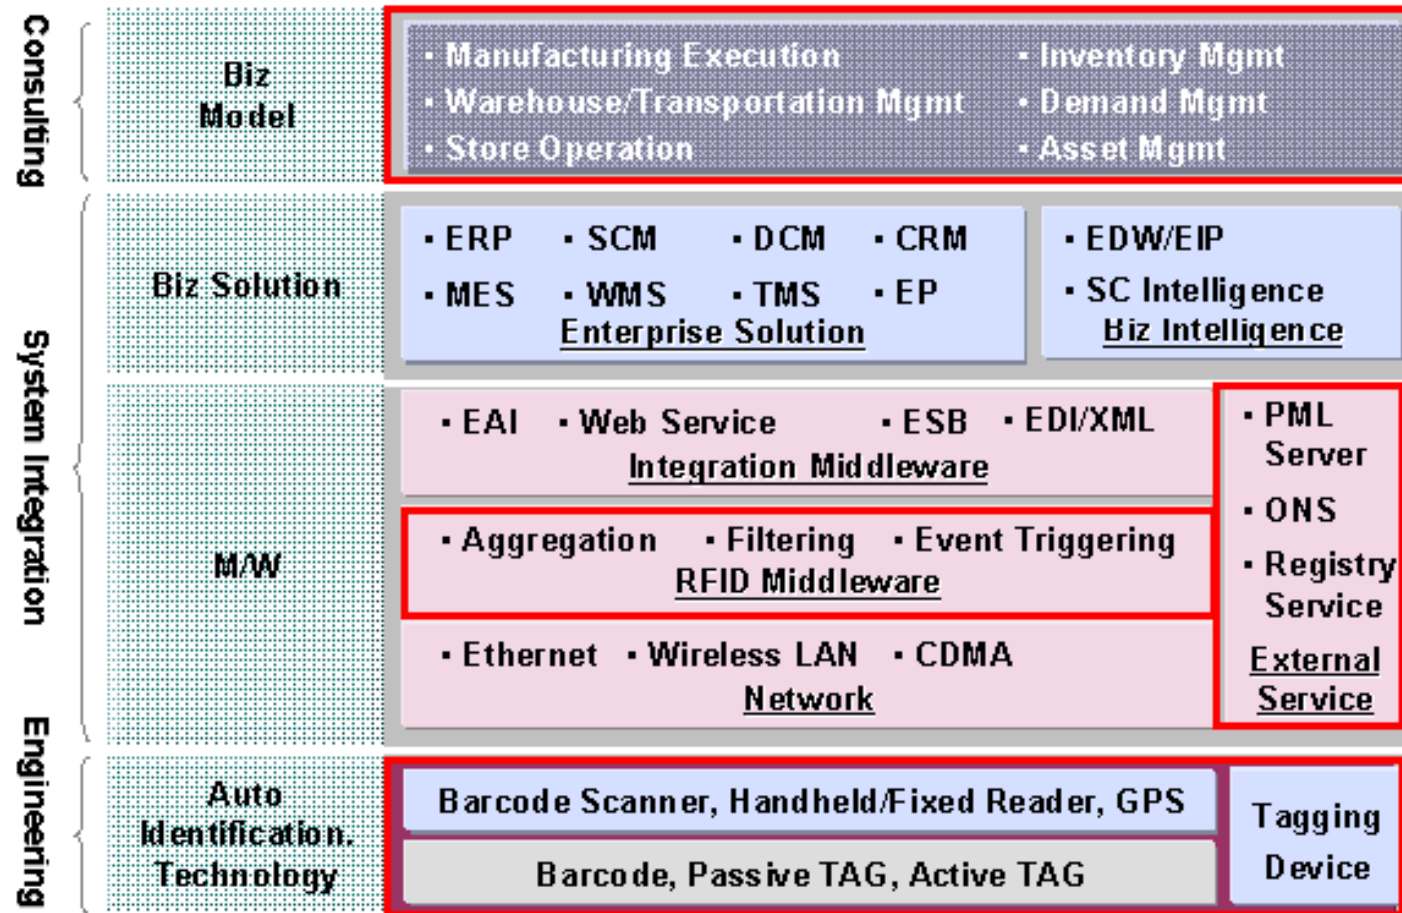 Consulting
Biz
Model
▪ Manufacturing Execution ▪ Inventory Mgmt
▪ Warehouse/Transportation Mgmt ▪ Demand Mgmt
▪ Store Operation ▪ Asset Mgmt
System Integration
Biz Solution
▪ ERP ▪ SCM ▪ DCM ▪ CRM
▪ MES ▪ WMS ▪ TMS ▪ EP
Enterprise Solution
▪ EDW/EIP
▪ SC Intelligence
Biz Intelligence
M/W
▪ EAI ▪ Web Service ▪ ESB ▪ EDI/XML
Integration Middleware
▪ Aggregation ▪ Filtering ▪ Event Triggering
RFID Middleware
▪ Ethernet ▪ Wireless LAN ▪ CDMA
Network
▪ PML
Server
▪ ONS
▪ Registry
Service
External
Service
Engineering
Auto
Identification.
Technology
Barcode Scanner, Handheld/Fixed Reader, GPS
Barcode, Passive TAG, Active TAG
Tagging
Device